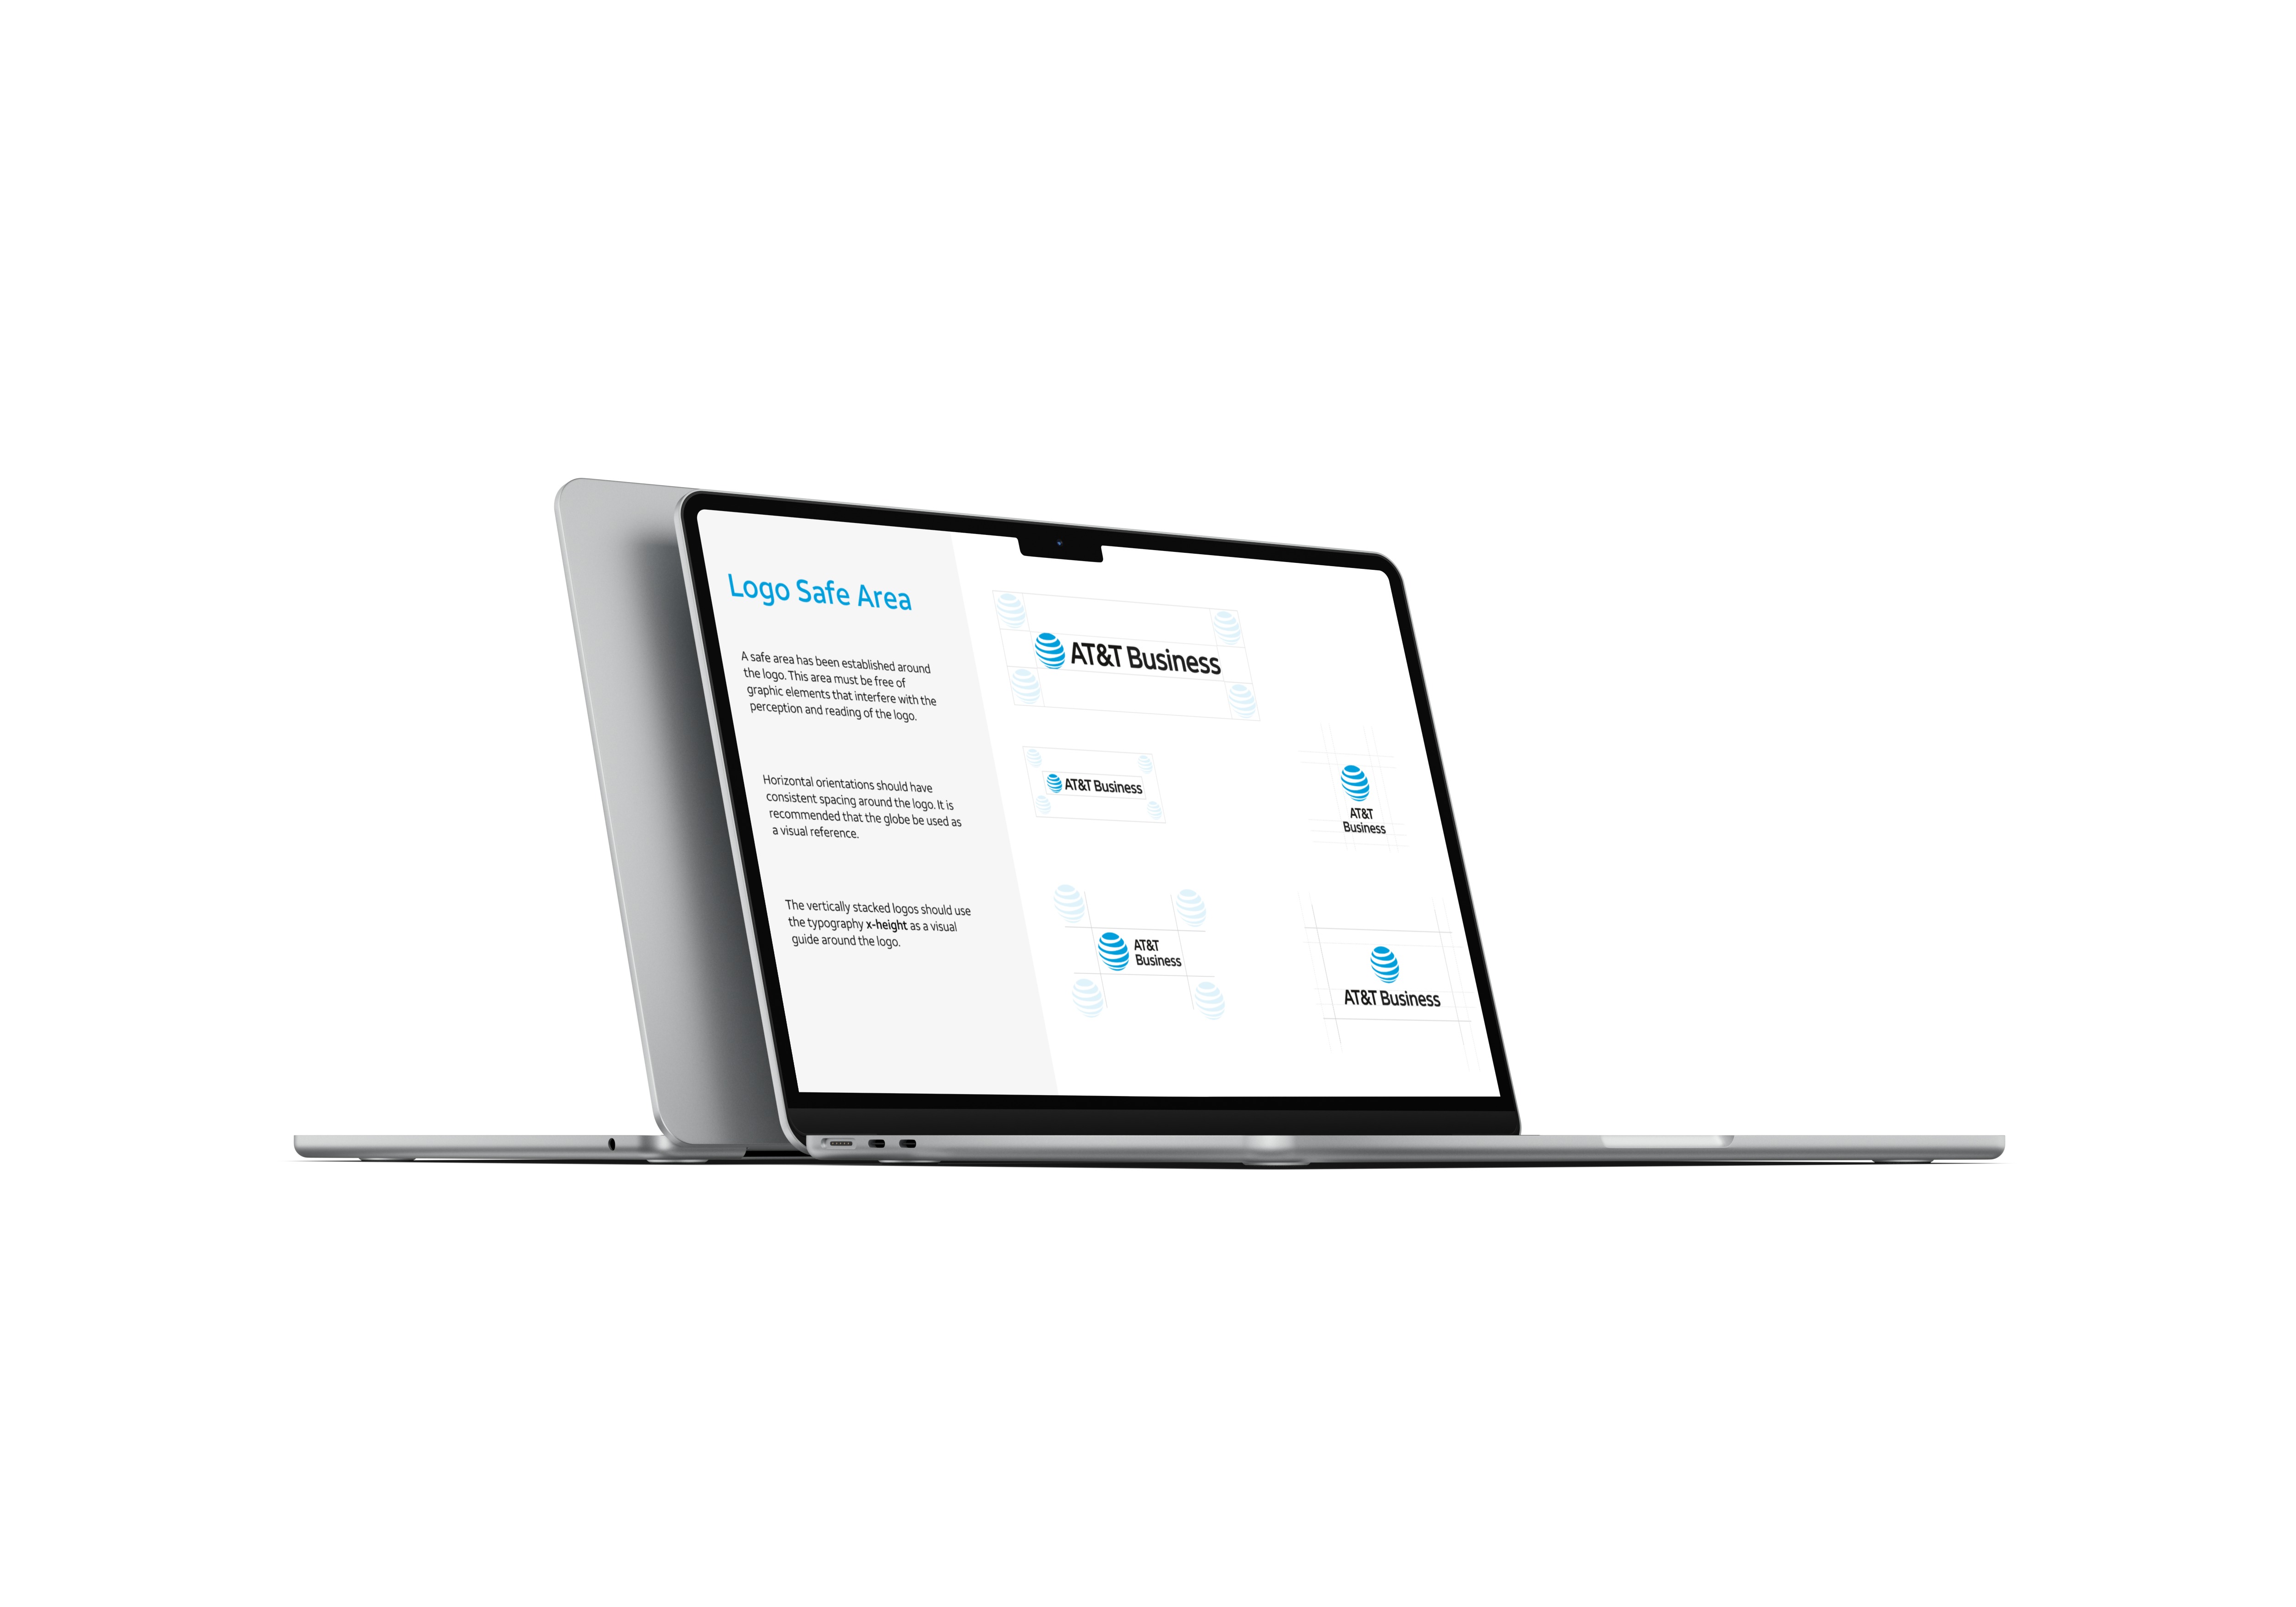 Logo Safe Area
A safe area has been established around
the logo. This area must be free of
graphic elements that interfere with the
perception and reading of the logo.
Horizontal orientations should have
consistent spacing around the logo. It is
recommended that the globe be used as
a visual reference.
The vertically stacked logos should use
the typography x-height as a visual
guide around the logo.
AT&T Business
AT&T Business
AT&T
Business
AT&T
Business
AT&T Business